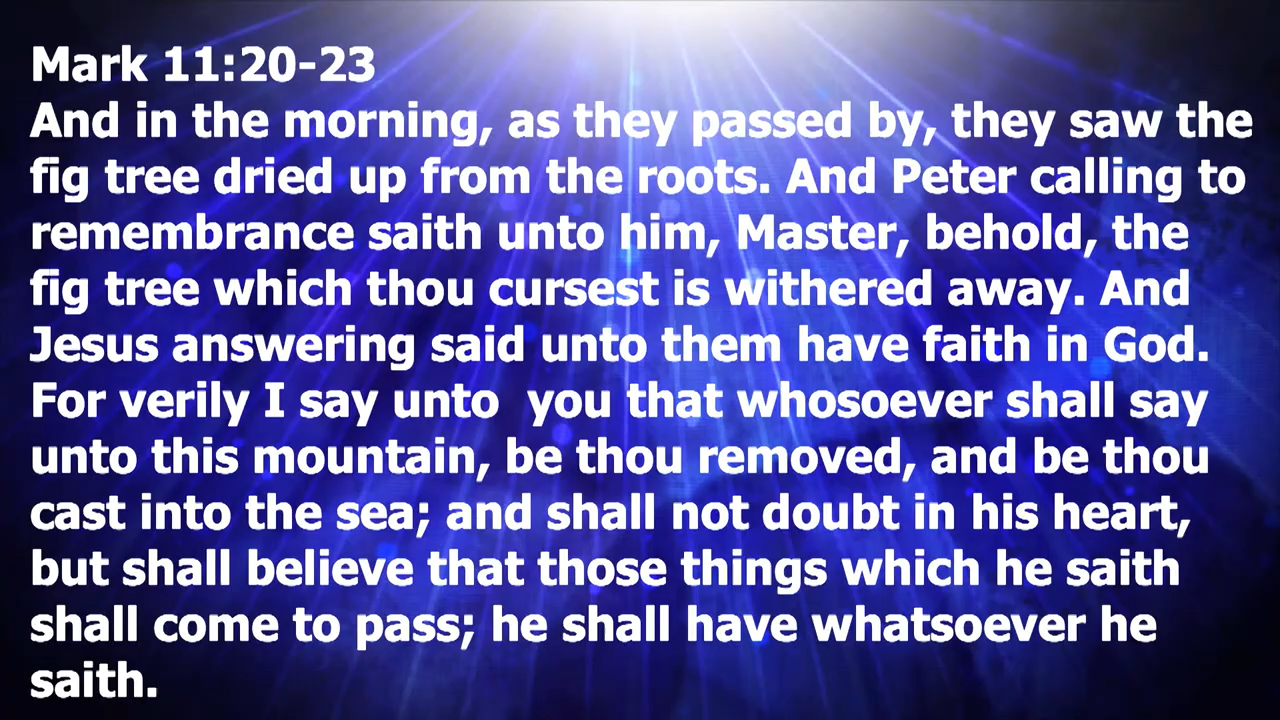 Mark 11:20-23
And in the morning, as they passed by, they saw the
fig tree dried up from the roots. And Peter calling to
remembrance saith unto him, Master, behold, the
fig tree which thou cursest is withered away. And
Jesus answering said unto them have faith in God.
For verily I say unto  you that whosoever shall say
unto this mountain, be thou removed, and be thou
cast into the sea; and shall not doubt in his heart,
but shall believe that those things which he saith
shall come to pass; he shall have whatsoever he
saith.